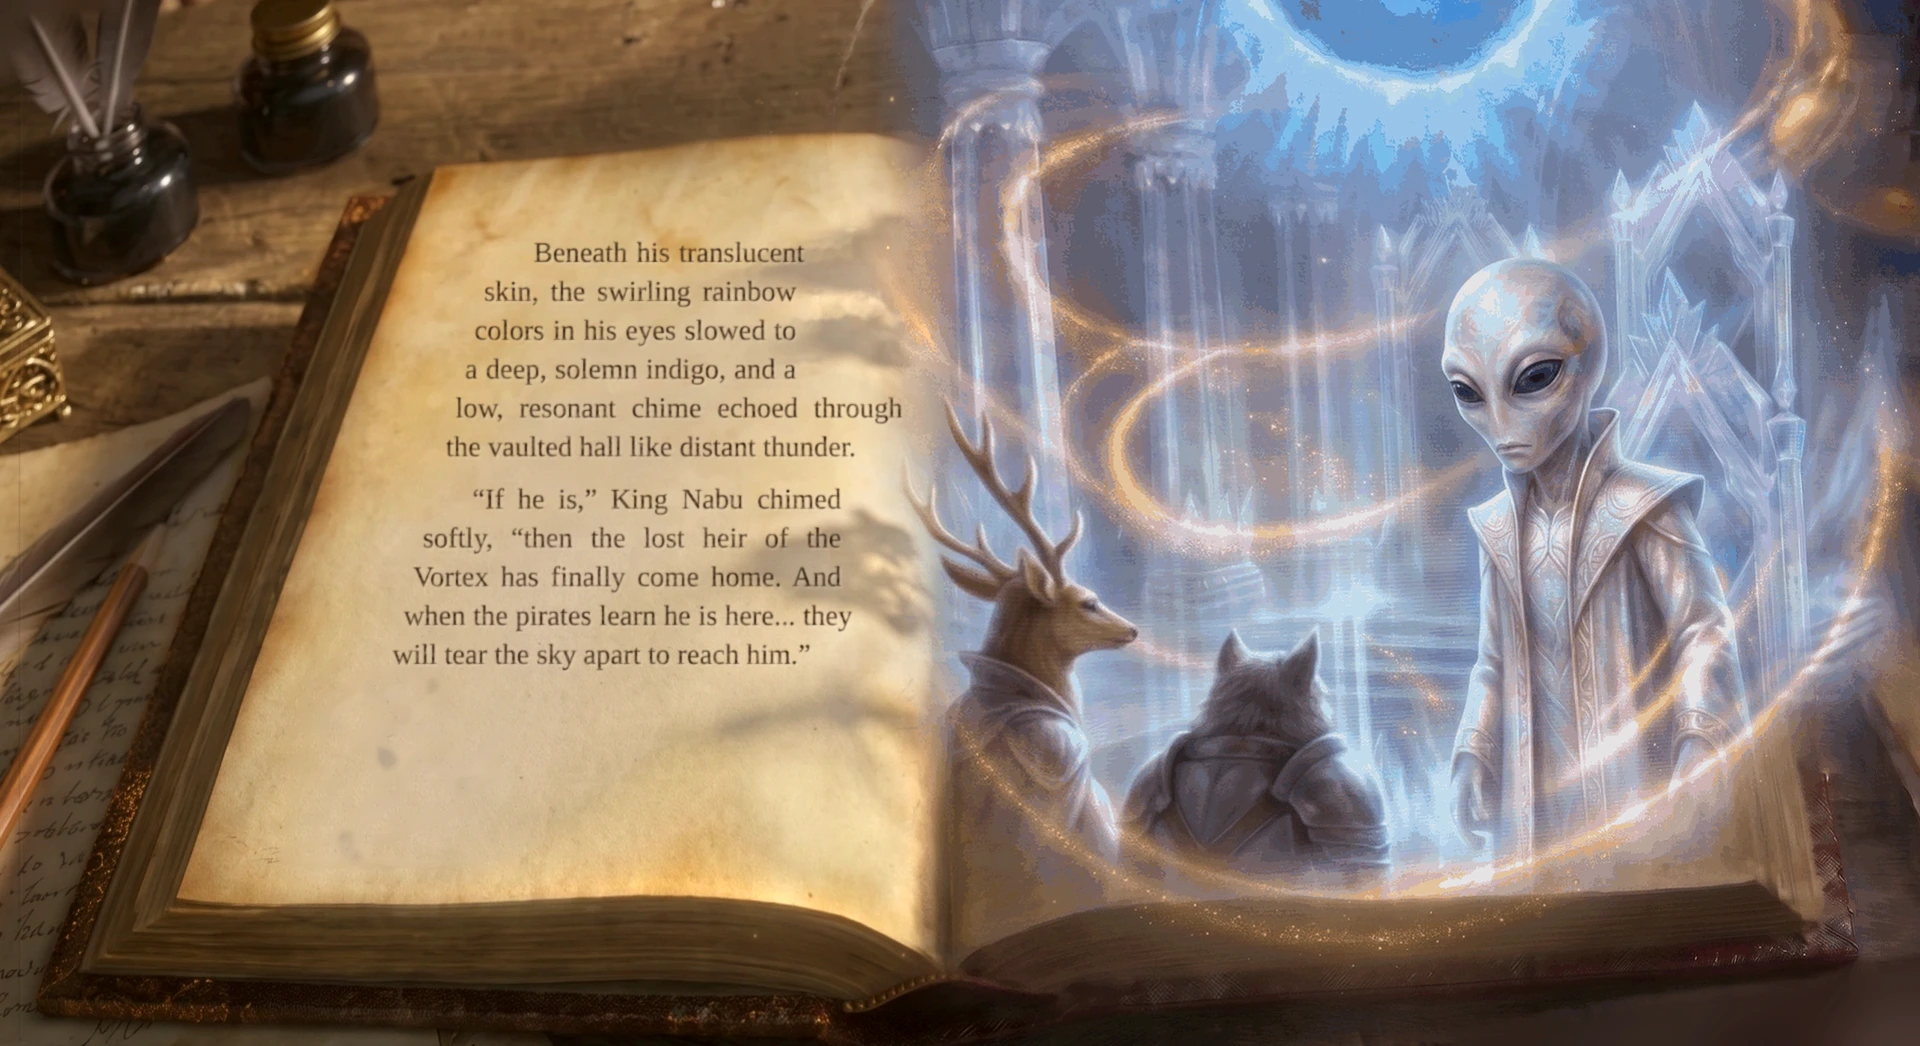 Beneath his translucent
skin, the swirling rainbow
colors in his eyes slowed to
a deep, solemn indigo, and a
low, resonant chime echoed through
the vaulted hall like distant thunder.
“If he is,” King Nabu chimed
softly, “then the lost heir of the
Vortex has finally come home. And
when the pirates learn he is here... they
will tear the sky apart to reach him.”